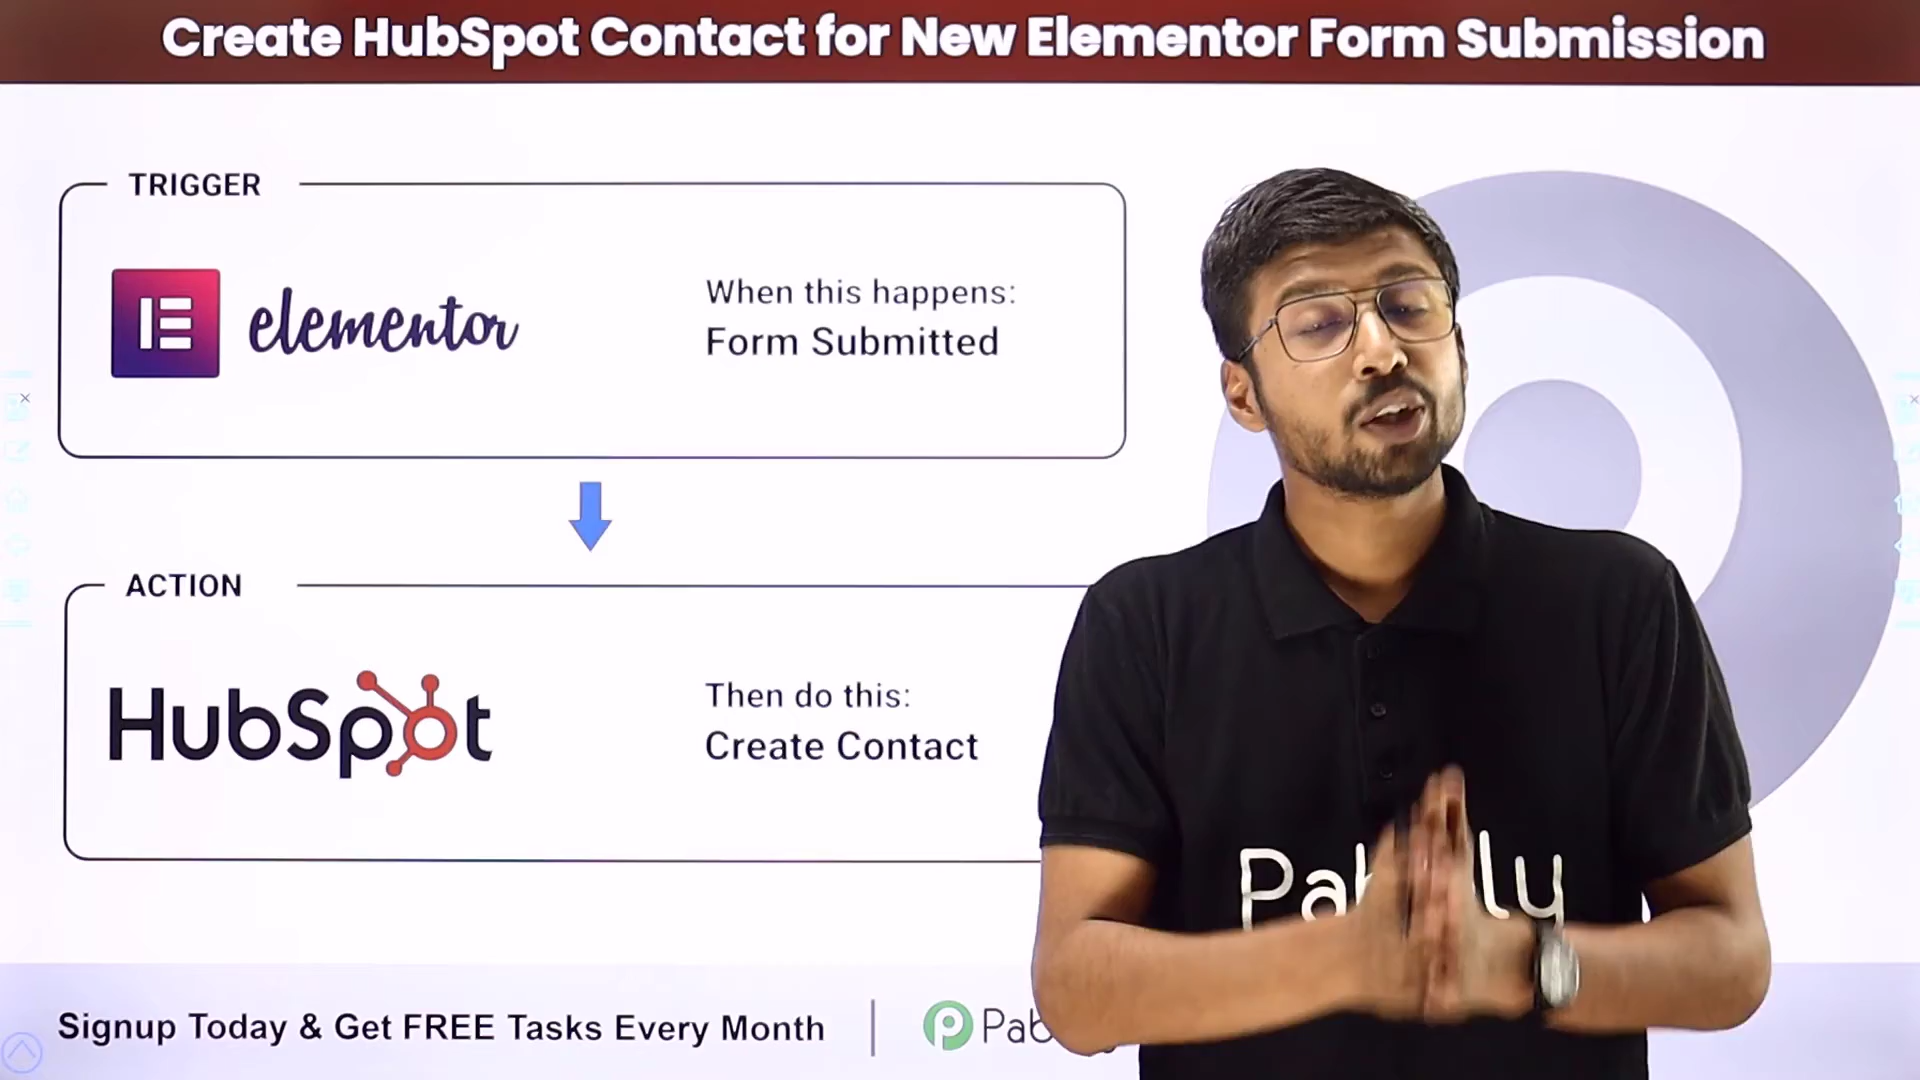 Create HubSpot Contact for New Elementor Form Submission
TRIGGER
elementor
When this happens:
Form Submitted
ACTION
HubSpot
Then do this:
Create Contact
Signup Today & Get FREE Tasks Every Month